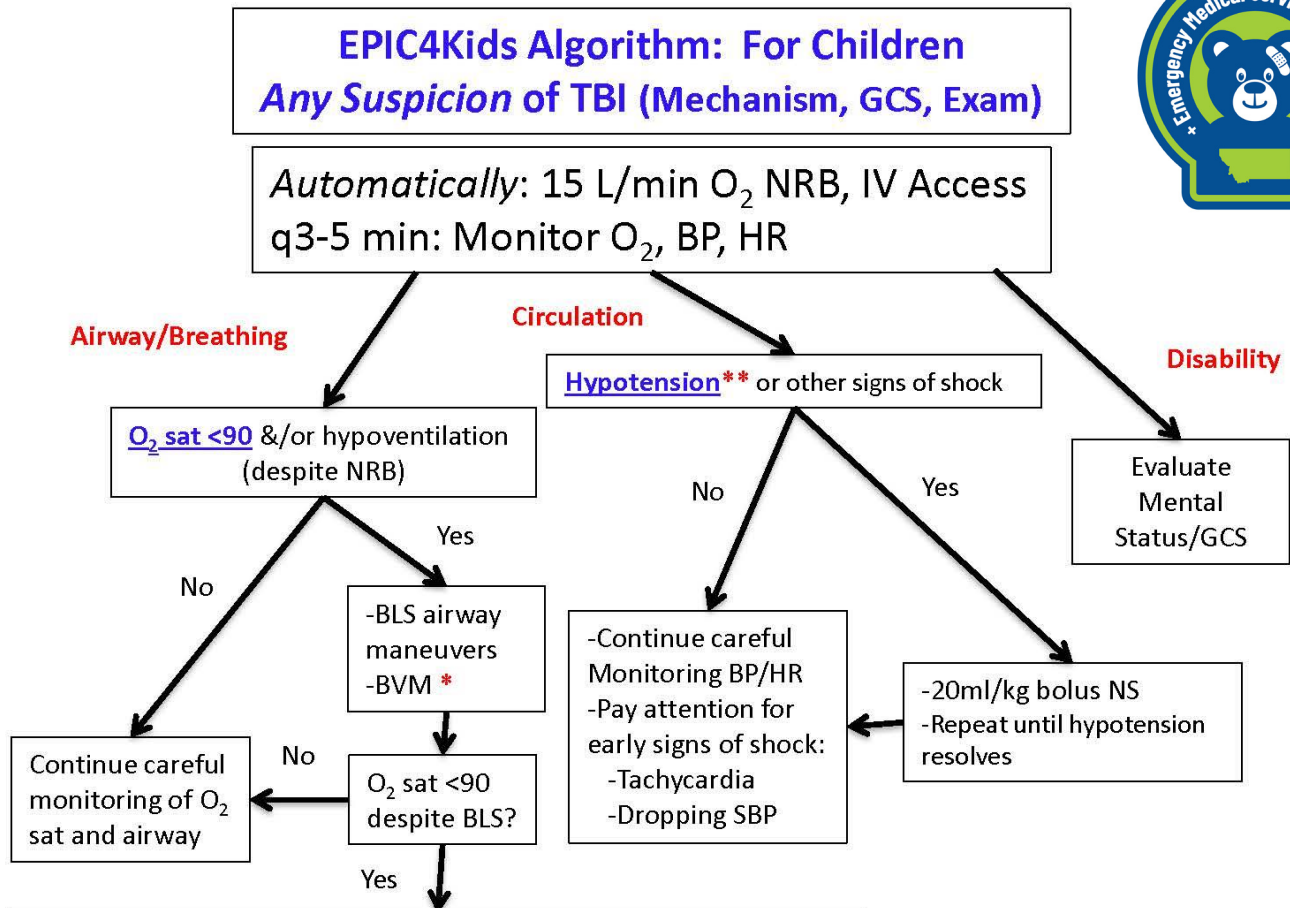 EPIC4Kids Algorithm: For Children
Any Suspicion of TBI (Mechanism, GCS, Exam)
+ Emergency Medical Servi
Automatically: 15 L/min O₂ NRB, IV Access
q3-5 min: Monitor O₂, BP, HR
Airway/Breathing
Circulation
Disability
O₂ sat <90 &/or hypoventilation
(despite NRB)
Hypotension** or other signs of shock
Evaluate
Mental
Status/GCS
No
Yes
No
Yes
-BLS airway
maneuvers
-BVM *
-Continue careful
Monitoring BP/HR
-Pay attention for
early signs of shock:
-Tachycardia
-Dropping SBP
-20ml/kg bolus NS
-Repeat until hypotension
resolves
Continue careful
monitoring of O₂
sat and airway
No
O₂ sat <90
despite BLS?
Yes